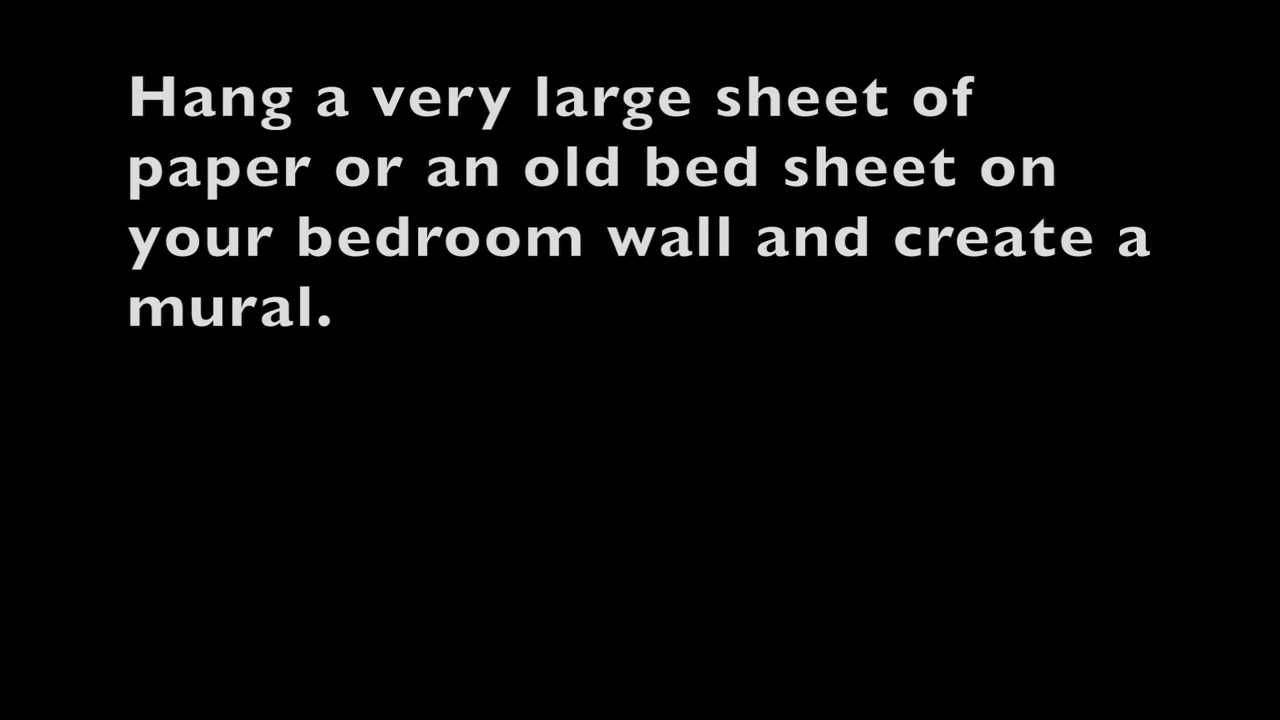 Hang a very large sheet of
paper or an old bed sheet on
your bedroom wall and create a
mural.